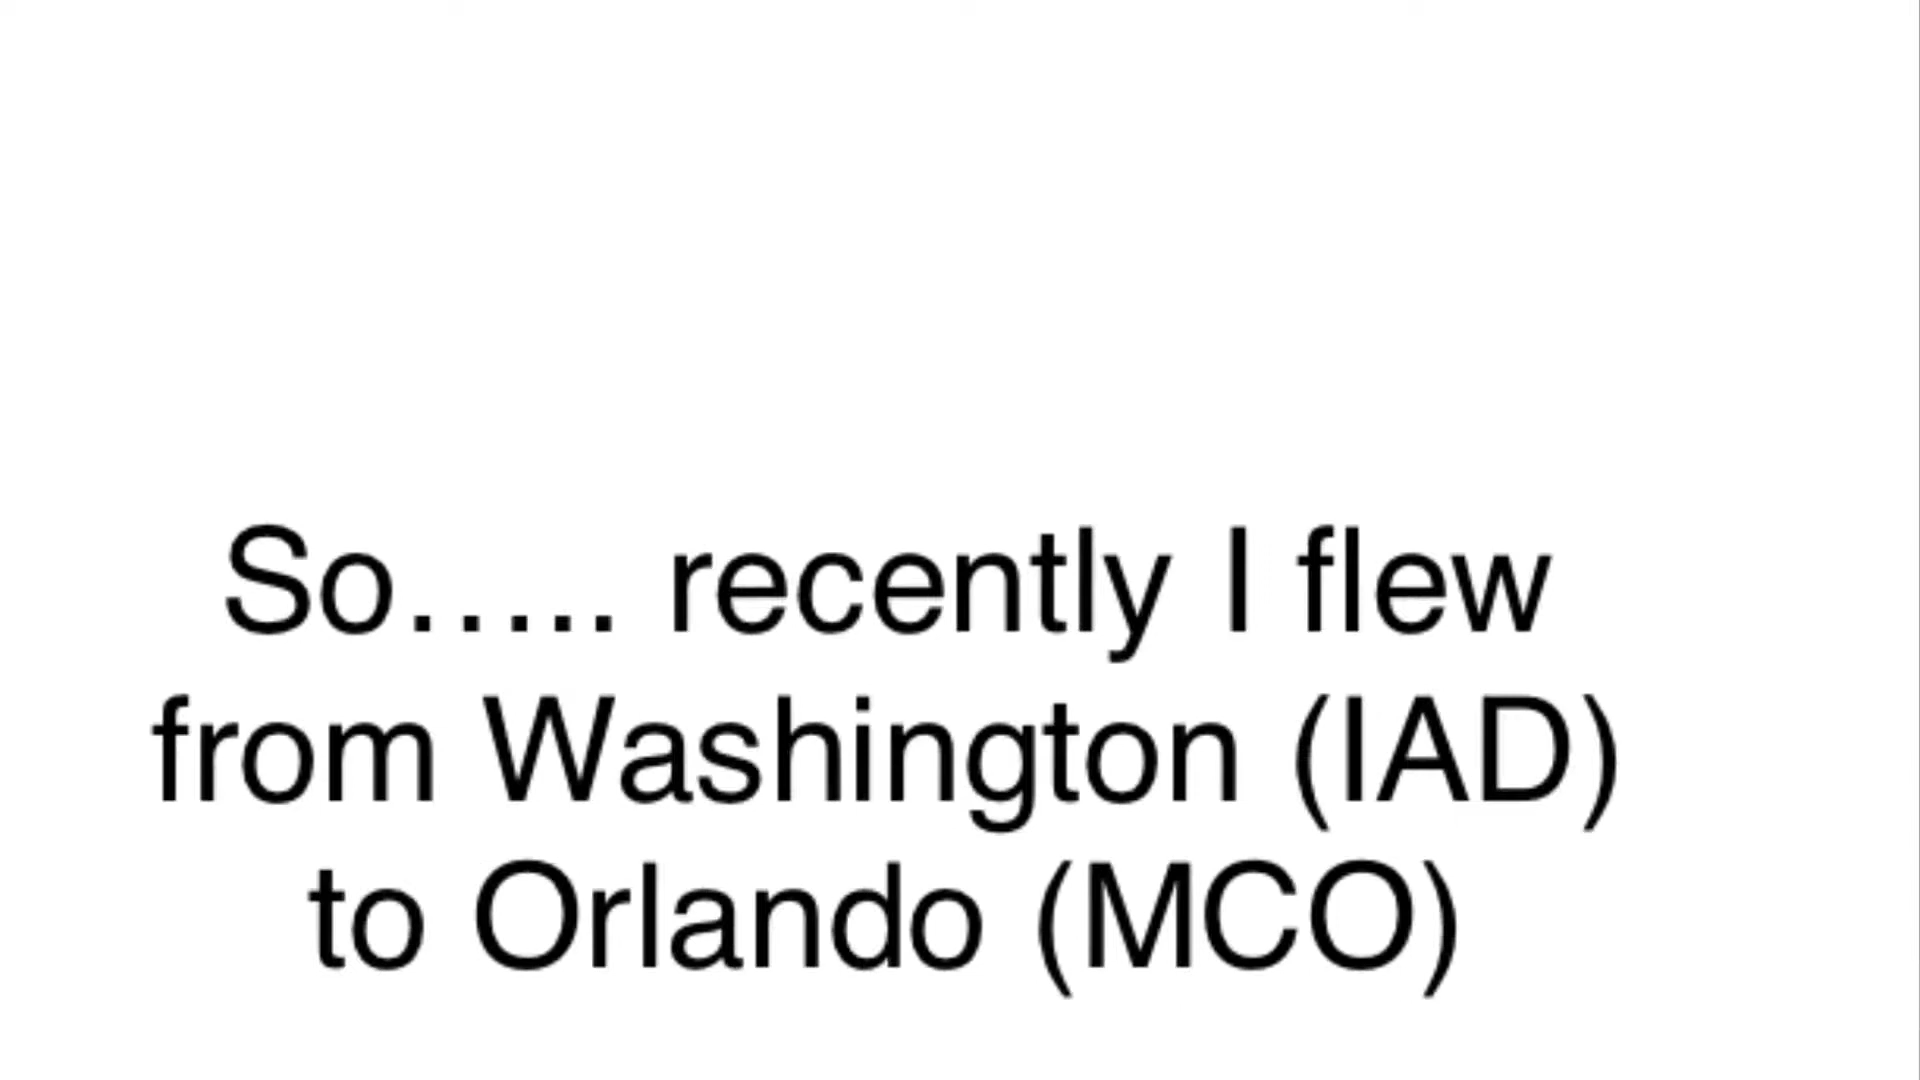 So..... recently I flew
from Washington (IAD)
to Orlando (MCO)